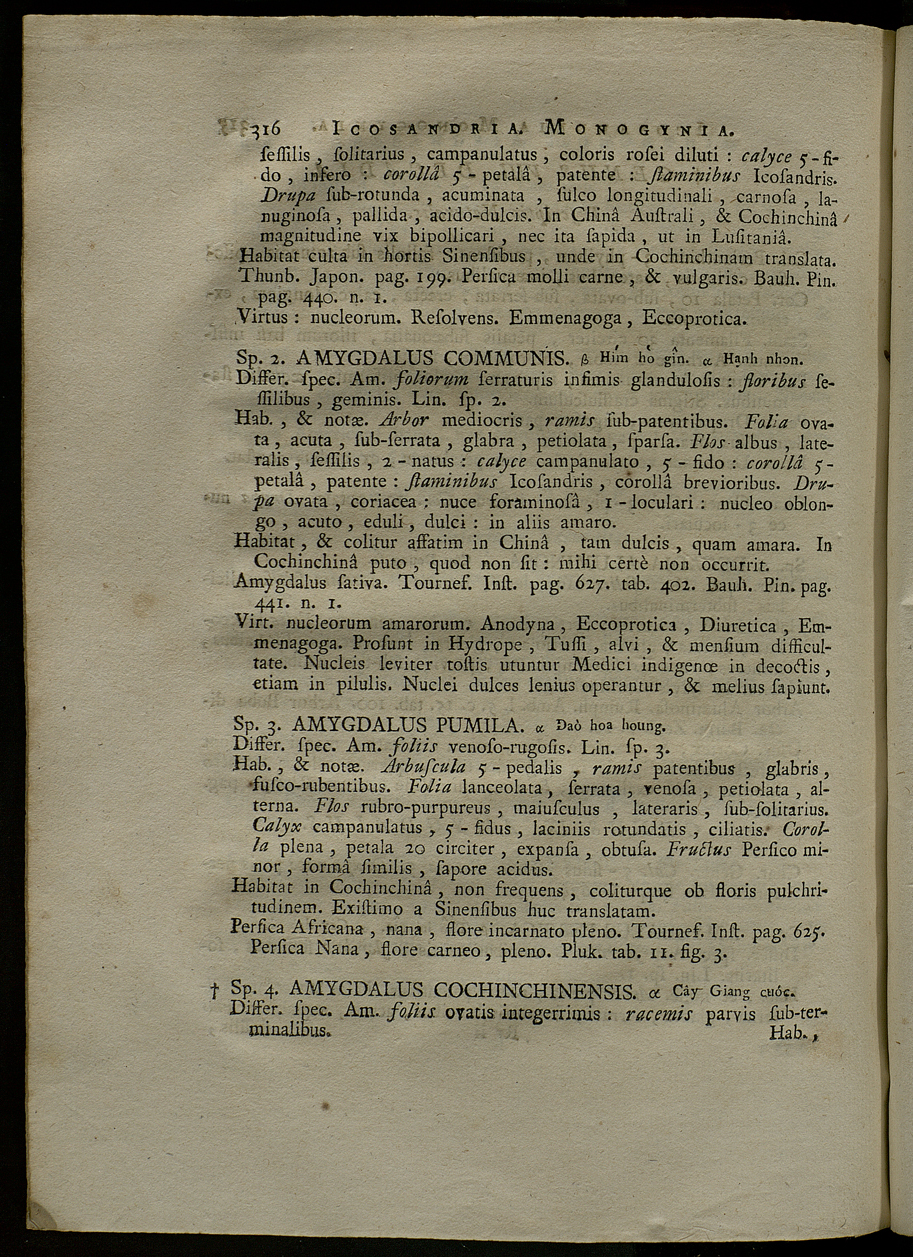 316 ICOSANDRIA. MONOGYNIA.
ſeſſilis, ſolitarius, campanulatus, coloris roſei diluti : calyce 5-fi-
do, infero : corollâ 5-petalâ, patente : ſtaminibus Icoſandris.
Drupa ſub-rotunda, acuminata, ſulco longitudinali, carnoſa, la-
nuginoſa, pallida, acido-dulcis. In Chinâ Auſtrali, & Cochinchinâ
magnitudine vix bipollicari, nec ita ſapida, ut in Luſitaniâ.
Habitat culta in hortis Sinenſibus, unde in Cochinchinam translata.
Thunb. Japon. pag. 199. Perſica molli carne, & vulgaris. Bauh. Pin.
pag. 440. n. 1.
Virtus : nucleorum. Reſolvens. Emmenagoga, Eccoprotica.
Sp. 2. AMYGDALUS COMMUNIS. β Hím hô gîn. α Hạnh nhon.
Differ. ſpec. Am. foliorum ſerraturis infimis glanduloſis : floribus ſe-
ſſilibus, geminis. Lin. ſp. 2.
Hab., & notæ. Arbor mediocris, ramis ſub-patentibus. Folia ova-
ta, acuta, ſub-ſerrata, glabra, petiolata, ſparſa. Flos albus, late-
ralis, ſeſſilis, 2-natus : calyce campanulato, 5-fido : corollâ 5-
petalâ, patente : ſtaminibus Icoſandris, corollâ brevioribus. Dru-
pa ovata, coriacea : nuce foraminoſâ, 1-loculari : nucleo oblon-
go, acuto, eduli, dulci : in aliis amaro.
Habitat, & colitur affatim in Chinâ, tam dulcis, quam amara. In
Cochinchinâ puto, quod non ſit : mihi certè non occurrit.
Amygdalus ſativa. Tournef. Inſt. pag. 627. tab. 402. Bauh. Pin. pag.
441. n. 1.
Virt. nucleorum amarorum. Anodyna, Eccoprotica, Diuretica, Em-
menagoga. Proſunt in Hydrope, Tuſſi, alvi, & menſium difficul-
tate. Nucleis leviter toſtis utuntur Medici indigenœ in decoctis,
etiam in pilulis. Nuclei dulces lenius operantur, & melius ſapiunt.
Sp. 3. AMYGDALUS PUMILA. α Đaò hoa houng.
Differ. ſpec. Am. foliis venoſo-rugoſis. Lin. ſp. 3.
Hab., & notæ. Arbuſcula 5-pedalis, ramis patentibus, glabris,
fuſco-rubentibus. Folia lanceolata, ſerrata, venoſa, petiolata, al-
terna. Flos rubro-purpureus, maiuſculus, lateraris, ſub-ſolitarius.
Calyx campanulatus, 5-fidus, laciniis rotundatis, ciliatis. Corol-
la plena, petala 20 circiter, expanſa, obtuſa. Fructus Perſico mi-
nor, formâ ſimilis, ſapore acidus.
Habitat in Cochinchinâ, non frequens, coliturque ob floris pulchri-
tudinem. Exiſtimo a Sinenſibus huc translatam.
Perſica Africana, nana, flore incarnato pleno. Tournef. Inſt. pag. 625.
Perſica Nana, flore carneo, pleno. Pluk. tab. 11. fig. 3.
† Sp. 4. AMYGDALUS COCHINCHINENSIS. α Cây Giang cuóc.
Differ. ſpec. Am. foliis ovatis integerrimis : racemis parvis ſub-ter-
minalibus.
Hab.,